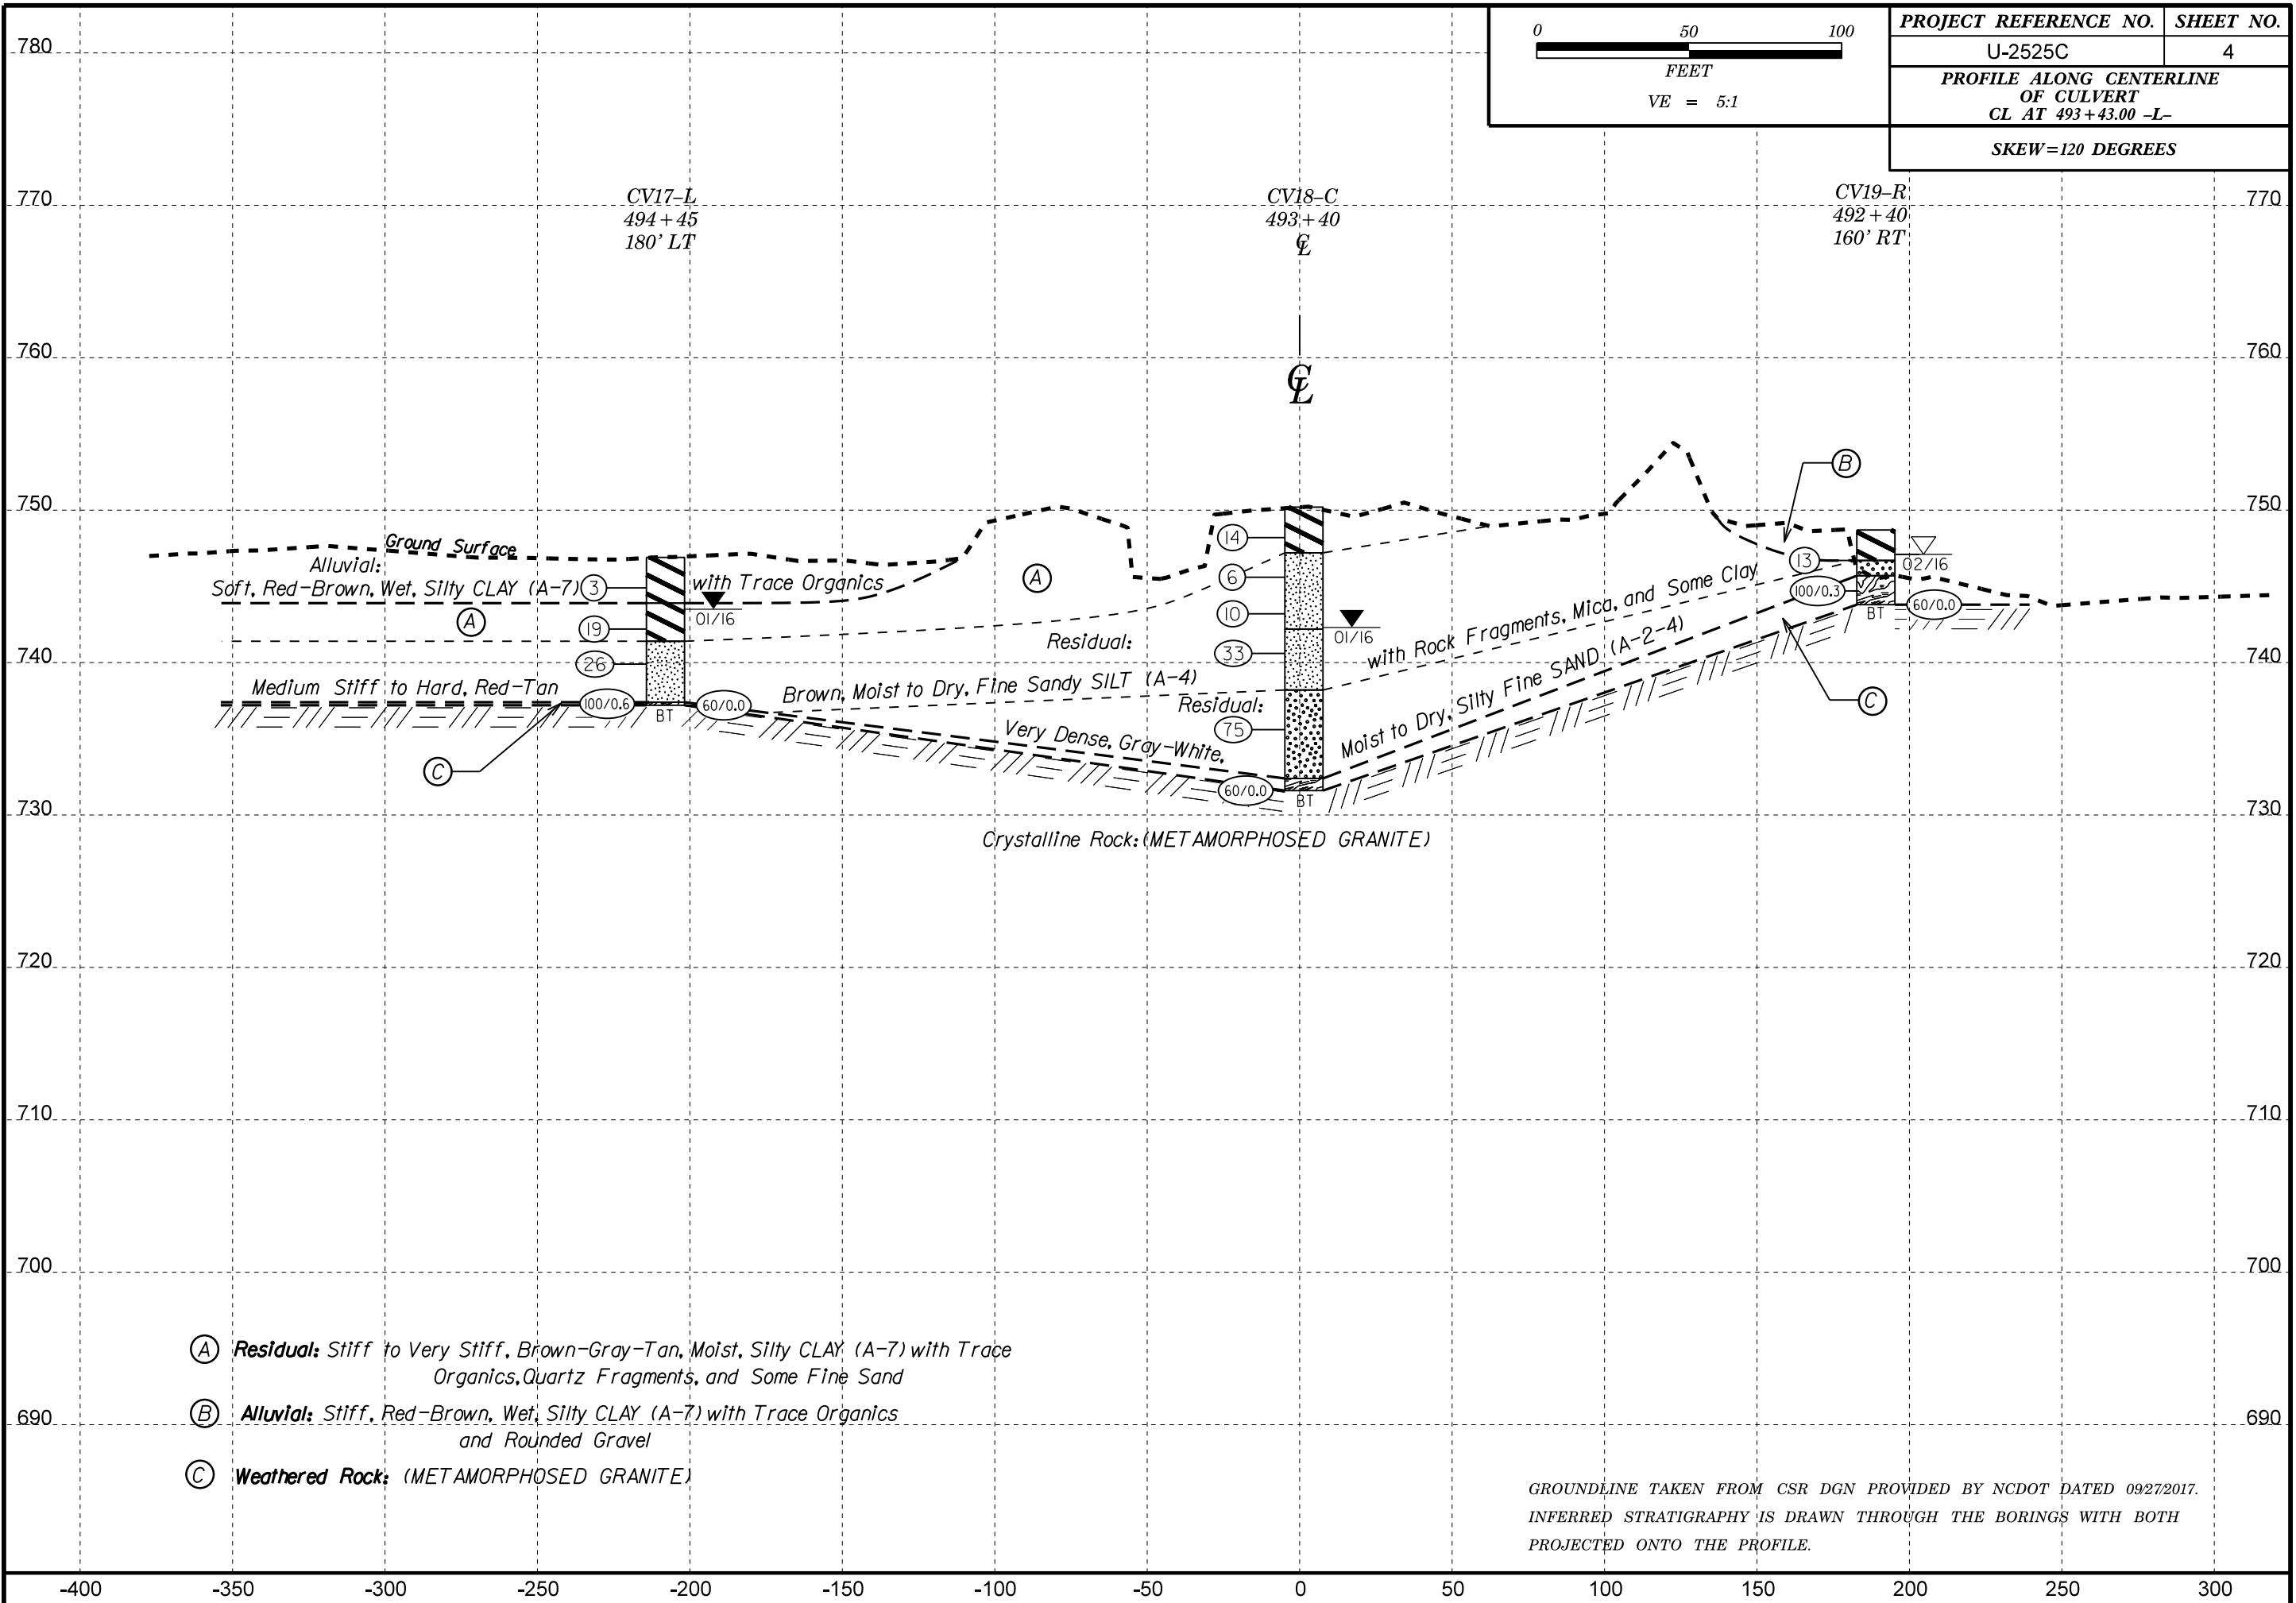 0 50 100
FEET
VE = 5:1
PROJECT REFERENCE NO. SHEET NO.
U-2525C 4
PROFILE ALONG CENTERLINE
OF CULVERT
CL AT 493+43.00 -L-
SKEW=120 DEGREES
780
770 770
CV17-L
494+45
180' LT
CV18-C
493+40
℄
CV19-R
492+40
160' RT
760 760
℄
750 750
B
Ground Surface
Alluvial:
Soft, Red-Brown, Wet, Silty CLAY (A-7)
3
with Trace Organics
01/16
A
19
26
A
14
6
10
33
75
01/16
13
100/0.3
02/16
BT
60/0.0
740 740
Residual:
Medium Stiff to Hard, Red-Tan
Brown, Moist to Dry, Fine Sandy SILT (A-4)
with Rock Fragments, Mica, and Some Clay
100/0.6
BT
60/0.0
Residual:
Very Dense, Gray-White,
Moist to Dry, Silty Fine SAND (A-2-4)
C
C
60/0.0
BT
730 730
Crystalline Rock: (METAMORPHOSED GRANITE)
720 720
710 710
700 700
690 690
A Residual: Stiff to Very Stiff, Brown-Gray-Tan, Moist, Silty CLAY (A-7) with Trace
Organics, Quartz Fragments, and Some Fine Sand
B Alluvial: Stiff, Red-Brown, Wet, Silty CLAY (A-7) with Trace Organics
and Rounded Gravel
C Weathered Rock: (METAMORPHOSED GRANITE)
GROUNDLINE TAKEN FROM CSR DGN PROVIDED BY NCDOT DATED 09/27/2017.
INFERRED STRATIGRAPHY IS DRAWN THROUGH THE BORINGS WITH BOTH
PROJECTED ONTO THE PROFILE.
-400 -350 -300 -250 -200 -150 -100 -50 0 50 100 150 200 250 300